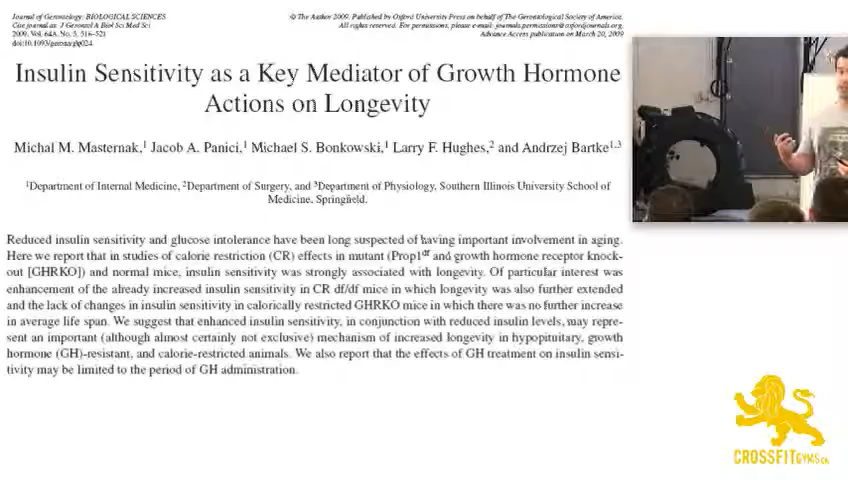 Journal of Gerontology: BIOLOGICAL SCIENCES
Cite journal as: J Gerontol A Biol Sci Med Sci
2009. Vol. 64A, No. 5, 516–521
doi:10.1093/gerona/glp024
© The Author 2009. Published by Oxford University Press on behalf of The Gerontological Society of America.
All rights reserved. For permissions, please e-mail: journals.permissions@oxfordjournals.org.
Advance Access publication on March 20, 2009
Insulin Sensitivity as a Key Mediator of Growth Hormone
Actions on Longevity
Michal M. Masternak,1 Jacob A. Panici,1 Michael S. Bonkowski,1 Larry F. Hughes,2 and Andrzej Bartke1,3
1Department of Internal Medicine, 2Department of Surgery, and 3Department of Physiology, Southern Illinois University School of
Medicine, Springfield.
Reduced insulin sensitivity and glucose intolerance have been long suspected of having important involvement in aging.
Here we report that in studies of calorie restriction (CR) effects in mutant (Prop1df and growth hormone receptor knock-
out [GHRKO]) and normal mice, insulin sensitivity was strongly associated with longevity. Of particular interest was
enhancement of the already increased insulin sensitivity in CR df/df mice in which longevity was also further extended
and the lack of changes in insulin sensitivity in calorically restricted GHRKO mice in which there was no further increase
in average life span. We suggest that enhanced insulin sensitivity, in conjunction with reduced insulin levels, may repre-
sent an important (although almost certainly not exclusive) mechanism of increased longevity in hypopituitary, growth
hormone (GH)-resistant, and calorie-restricted animals. We also report that the effects of GH treatment on insulin sensi-
tivity may be limited to the period of GH administration.
CROSSFITGYMS.CA